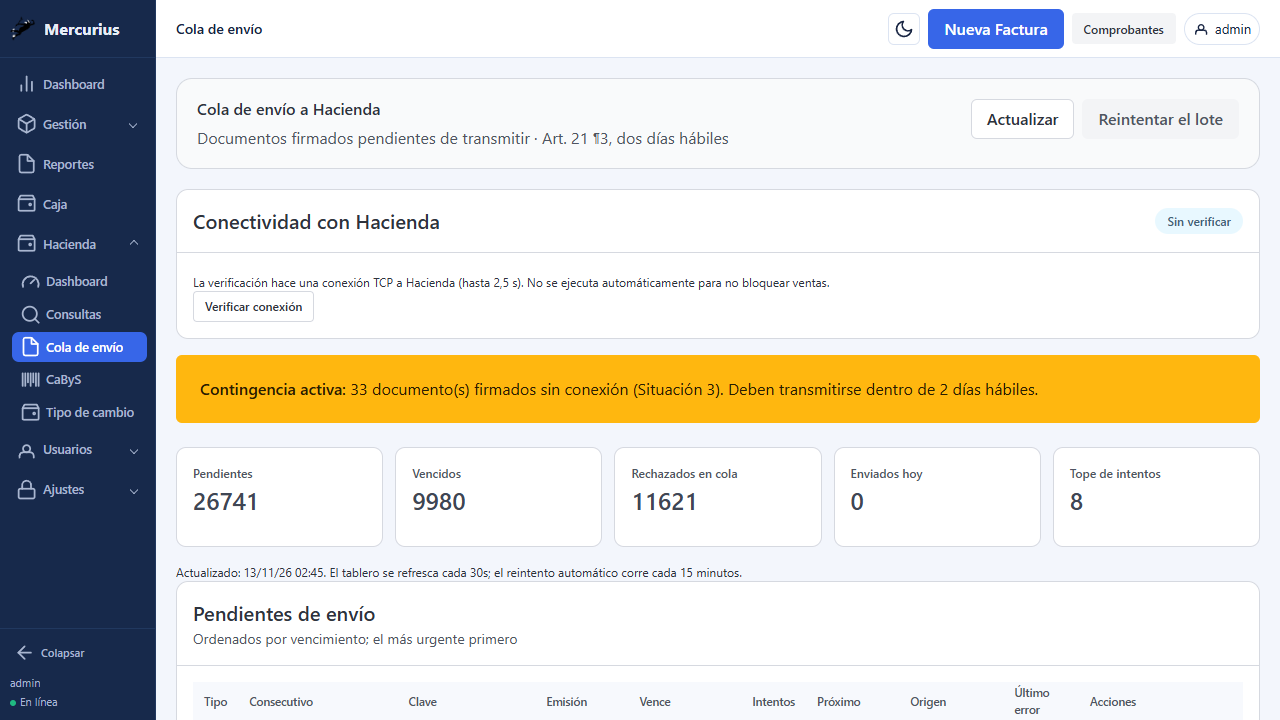 Mercurius
Dashboard
Gestión
Reportes
Caja
Hacienda
Dashboard
Consultas
Cola de envío
CaByS
Tipo de cambio
Usuarios
Ajustes
Colapsar
admin
En línea
Cola de envío
Nueva Factura
Comprobantes
admin
Cola de envío a Hacienda
Documentos firmados pendientes de transmitir · Art. 21 ¶3, dos días hábiles
Actualizar
Reintentar el lote
Conectividad con Hacienda
Sin verificar
La verificación hace una conexión TCP a Hacienda (hasta 2,5 s). No se ejecuta automáticamente para no bloquear ventas.
Verificar conexión
Contingencia activa: 33 documento(s) firmados sin conexión (Situación 3). Deben transmitirse dentro de 2 días hábiles.
Pendientes
26741
Vencidos
9980
Rechazados en cola
11621
Enviados hoy
0
Tope de intentos
8
Actualizado: 13/11/26 02:45. El tablero se refresca cada 30s; el reintento automático corre cada 15 minutos.
Pendientes de envío
Ordenados por vencimiento; el más urgente primero
Tipo
Consecutivo
Clave
Emisión
Vence
Intentos
Próximo
Origen
Último
error
Acciones